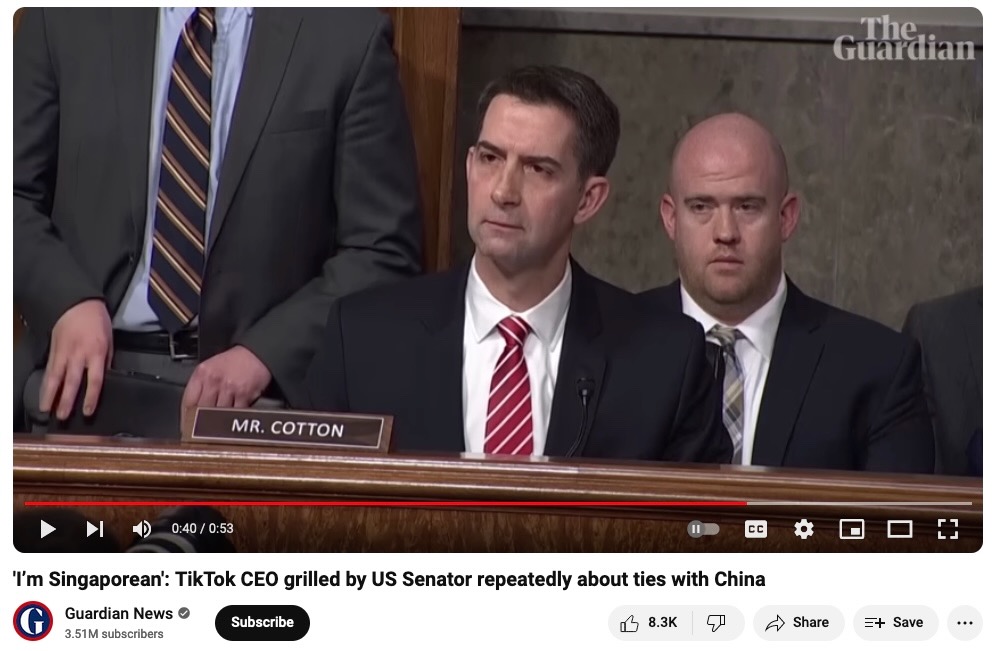 The
Guardian
MR. COTTON
0:40 / 0:53
CC
'I'm Singaporean': TikTok CEO grilled by US Senator repeatedly about ties with China
G
Guardian News
3.51M subscribers
Subscribe
8.3K
Share
Save